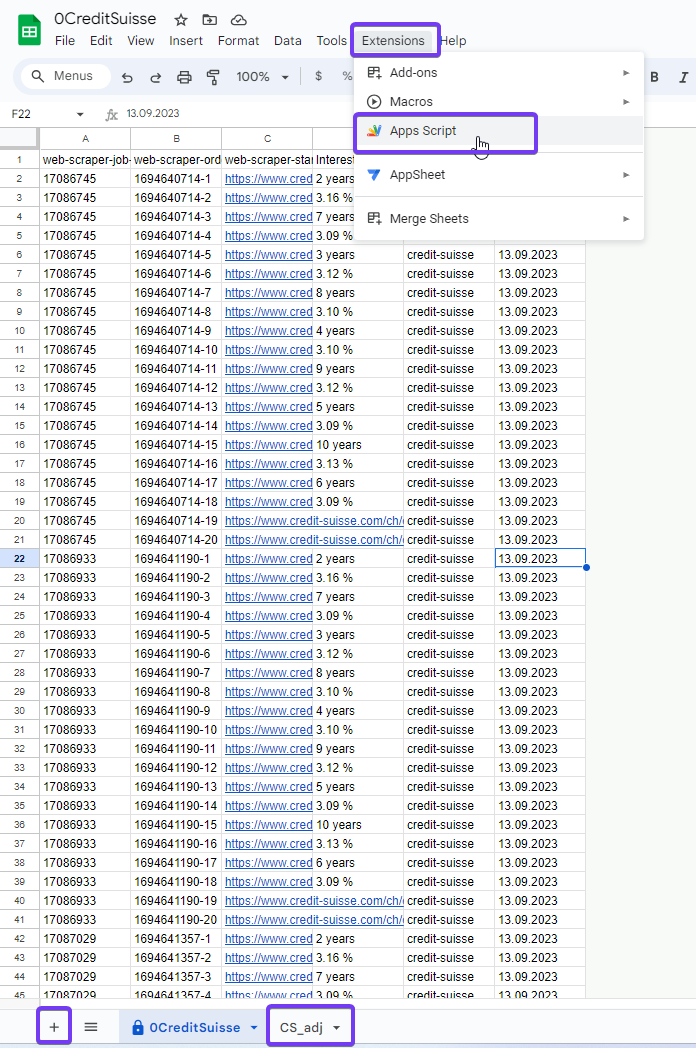 0CreditSuisse
File Edit View Insert Format Data Tools Extensions Help
Menus 100% $ % B I
Add-ons
Macros
Apps Script
AppSheet
Merge Sheets
F22 fx 13.09.2023
A B C
1 web-scraper-job- web-scraper-ord web-scraper-star Interest
2 17086745 1694640714-1 https://www.cred 2 years
3 17086745 1694640714-2 https://www.cred 3.16 %
4 17086745 1694640714-3 https://www.cred 7 years
5 17086745 1694640714-4 https://www.cred 3.09 %
6 17086745 1694640714-5 https://www.cred 3 years credit-suisse 13.09.2023
7 17086745 1694640714-6 https://www.cred 3.12 % credit-suisse 13.09.2023
8 17086745 1694640714-7 https://www.cred 8 years credit-suisse 13.09.2023
9 17086745 1694640714-8 https://www.cred 3.10 % credit-suisse 13.09.2023
10 17086745 1694640714-9 https://www.cred 4 years credit-suisse 13.09.2023
11 17086745 1694640714-10 https://www.cred 3.10 % credit-suisse 13.09.2023
12 17086745 1694640714-11 https://www.cred 9 years credit-suisse 13.09.2023
13 17086745 1694640714-12 https://www.cred 3.12 % credit-suisse 13.09.2023
14 17086745 1694640714-13 https://www.cred 5 years credit-suisse 13.09.2023
15 17086745 1694640714-14 https://www.cred 3.09 % credit-suisse 13.09.2023
16 17086745 1694640714-15 https://www.cred 10 years credit-suisse 13.09.2023
17 17086745 1694640714-16 https://www.cred 3.13 % credit-suisse 13.09.2023
18 17086745 1694640714-17 https://www.cred 6 years credit-suisse 13.09.2023
19 17086745 1694640714-18 https://www.cred 3.09 % credit-suisse 13.09.2023
20 17086745 1694640714-19 https://www.credit-suisse.com/ch/ credit-suisse 13.09.2023
21 17086745 1694640714-20 https://www.credit-suisse.com/ch/ credit-suisse 13.09.2023
22 17086933 1694641190-1 https://www.cred 2 years credit-suisse 13.09.2023
23 17086933 1694641190-2 https://www.cred 3.16 % credit-suisse 13.09.2023
24 17086933 1694641190-3 https://www.cred 7 years credit-suisse 13.09.2023
25 17086933 1694641190-4 https://www.cred 3.09 % credit-suisse 13.09.2023
26 17086933 1694641190-5 https://www.cred 3 years credit-suisse 13.09.2023
27 17086933 1694641190-6 https://www.cred 3.12 % credit-suisse 13.09.2023
28 17086933 1694641190-7 https://www.cred 8 years credit-suisse 13.09.2023
29 17086933 1694641190-8 https://www.cred 3.10 % credit-suisse 13.09.2023
30 17086933 1694641190-9 https://www.cred 4 years credit-suisse 13.09.2023
31 17086933 1694641190-10 https://www.cred 3.10 % credit-suisse 13.09.2023
32 17086933 1694641190-11 https://www.cred 9 years credit-suisse 13.09.2023
33 17086933 1694641190-12 https://www.cred 3.12 % credit-suisse 13.09.2023
34 17086933 1694641190-13 https://www.cred 5 years credit-suisse 13.09.2023
35 17086933 1694641190-14 https://www.cred 3.09 % credit-suisse 13.09.2023
36 17086933 1694641190-15 https://www.cred 10 years credit-suisse 13.09.2023
37 17086933 1694641190-16 https://www.cred 3.13 % credit-suisse 13.09.2023
38 17086933 1694641190-17 https://www.cred 6 years credit-suisse 13.09.2023
39 17086933 1694641190-18 https://www.cred 3.09 % credit-suisse 13.09.2023
40 17086933 1694641190-19 https://www.credit-suisse.com/ch/ credit-suisse 13.09.2023
41 17086933 1694641190-20 https://www.credit-suisse.com/ch/ credit-suisse 13.09.2023
42 17087029 1694641357-1 https://www.cred 2 years credit-suisse 13.09.2023
43 17087029 1694641357-2 https://www.cred 3.16 % credit-suisse 13.09.2023
44 17087029 1694641357-3 https://www.cred 7 years credit-suisse 13.09.2023
45 17087029 1694641357-4 https://www.cred 3.09 % credit-suisse 13.09.2023
+ 0CreditSuisse CS_adj